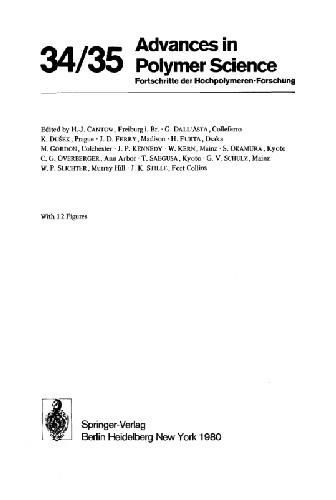 34/35
Advances in
Polymer Science
Fortschritte der Hochpolymeren-Forschung
Edited by H.-J. CANTOW, Freiburg i. Br. · G. DALL'ASTA, Colleferro
K. DUŠEK, Prague · J. D. FERRY, Madison · H. FUJITA, Osaka
M. GORDON, Colchester · J. P. KENNEDY · W. KERN, Mainz · S. OKAMURA, Kyoto
C. G. OVERBERGER, Ann Arbor · T. SAEGUSA, Kyoto · G. V. SCHULZ, Mainz
W. P. SLICHTER, Murray Hill · J. K. STILLE, Fort Collins
With 12 Figures
Springer-Verlag
Berlin Heidelberg New York 1980